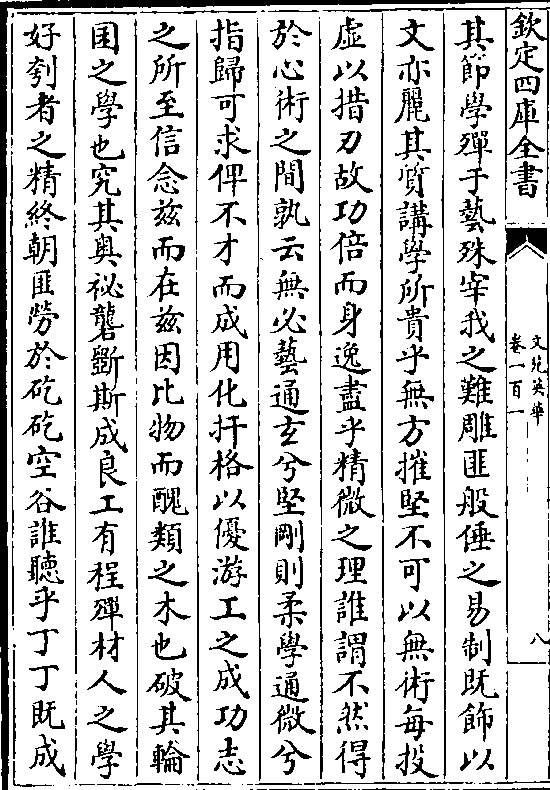 欽定四庫全書
文苑英華
卷一百一
八
其節學殫于藝殊宰我之難雕匪般倕之易制既飾以
文亦麗其質講學所貴乎無方摧堅不可以無術每投
虛以措刃故功倍而身逸盡乎精微之理誰謂不然得
於心術之間孰云無必藝通玄兮堅剛則柔學通微兮
指歸可求俾不才而成用化扞格以優游工之成功志
之所至信念兹而在兹因比物而醜類之木也破其輪
囷之學也究其奥祕礱斲斯成良工有程殫材人之學
好刳者之精終朝匪勞於矻矻空谷誰聽乎丁丁既成